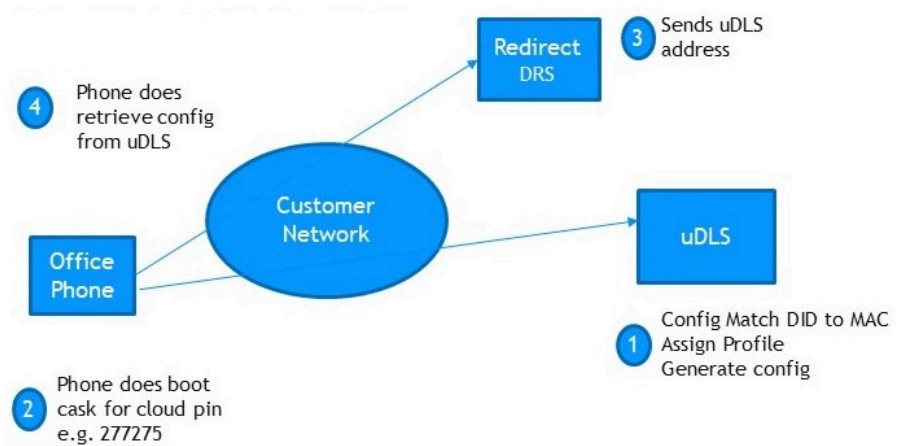 Redirect
DRS
3
Sends uDLS
address
4
Phone does
retrieve config
from uDLS
Customer
Network
Office
Phone
uDLS
1
Config Match DID to MAC
Assign Profile
Generate config
2
Phone does boot
cask for cloud pin
e.g. 277275